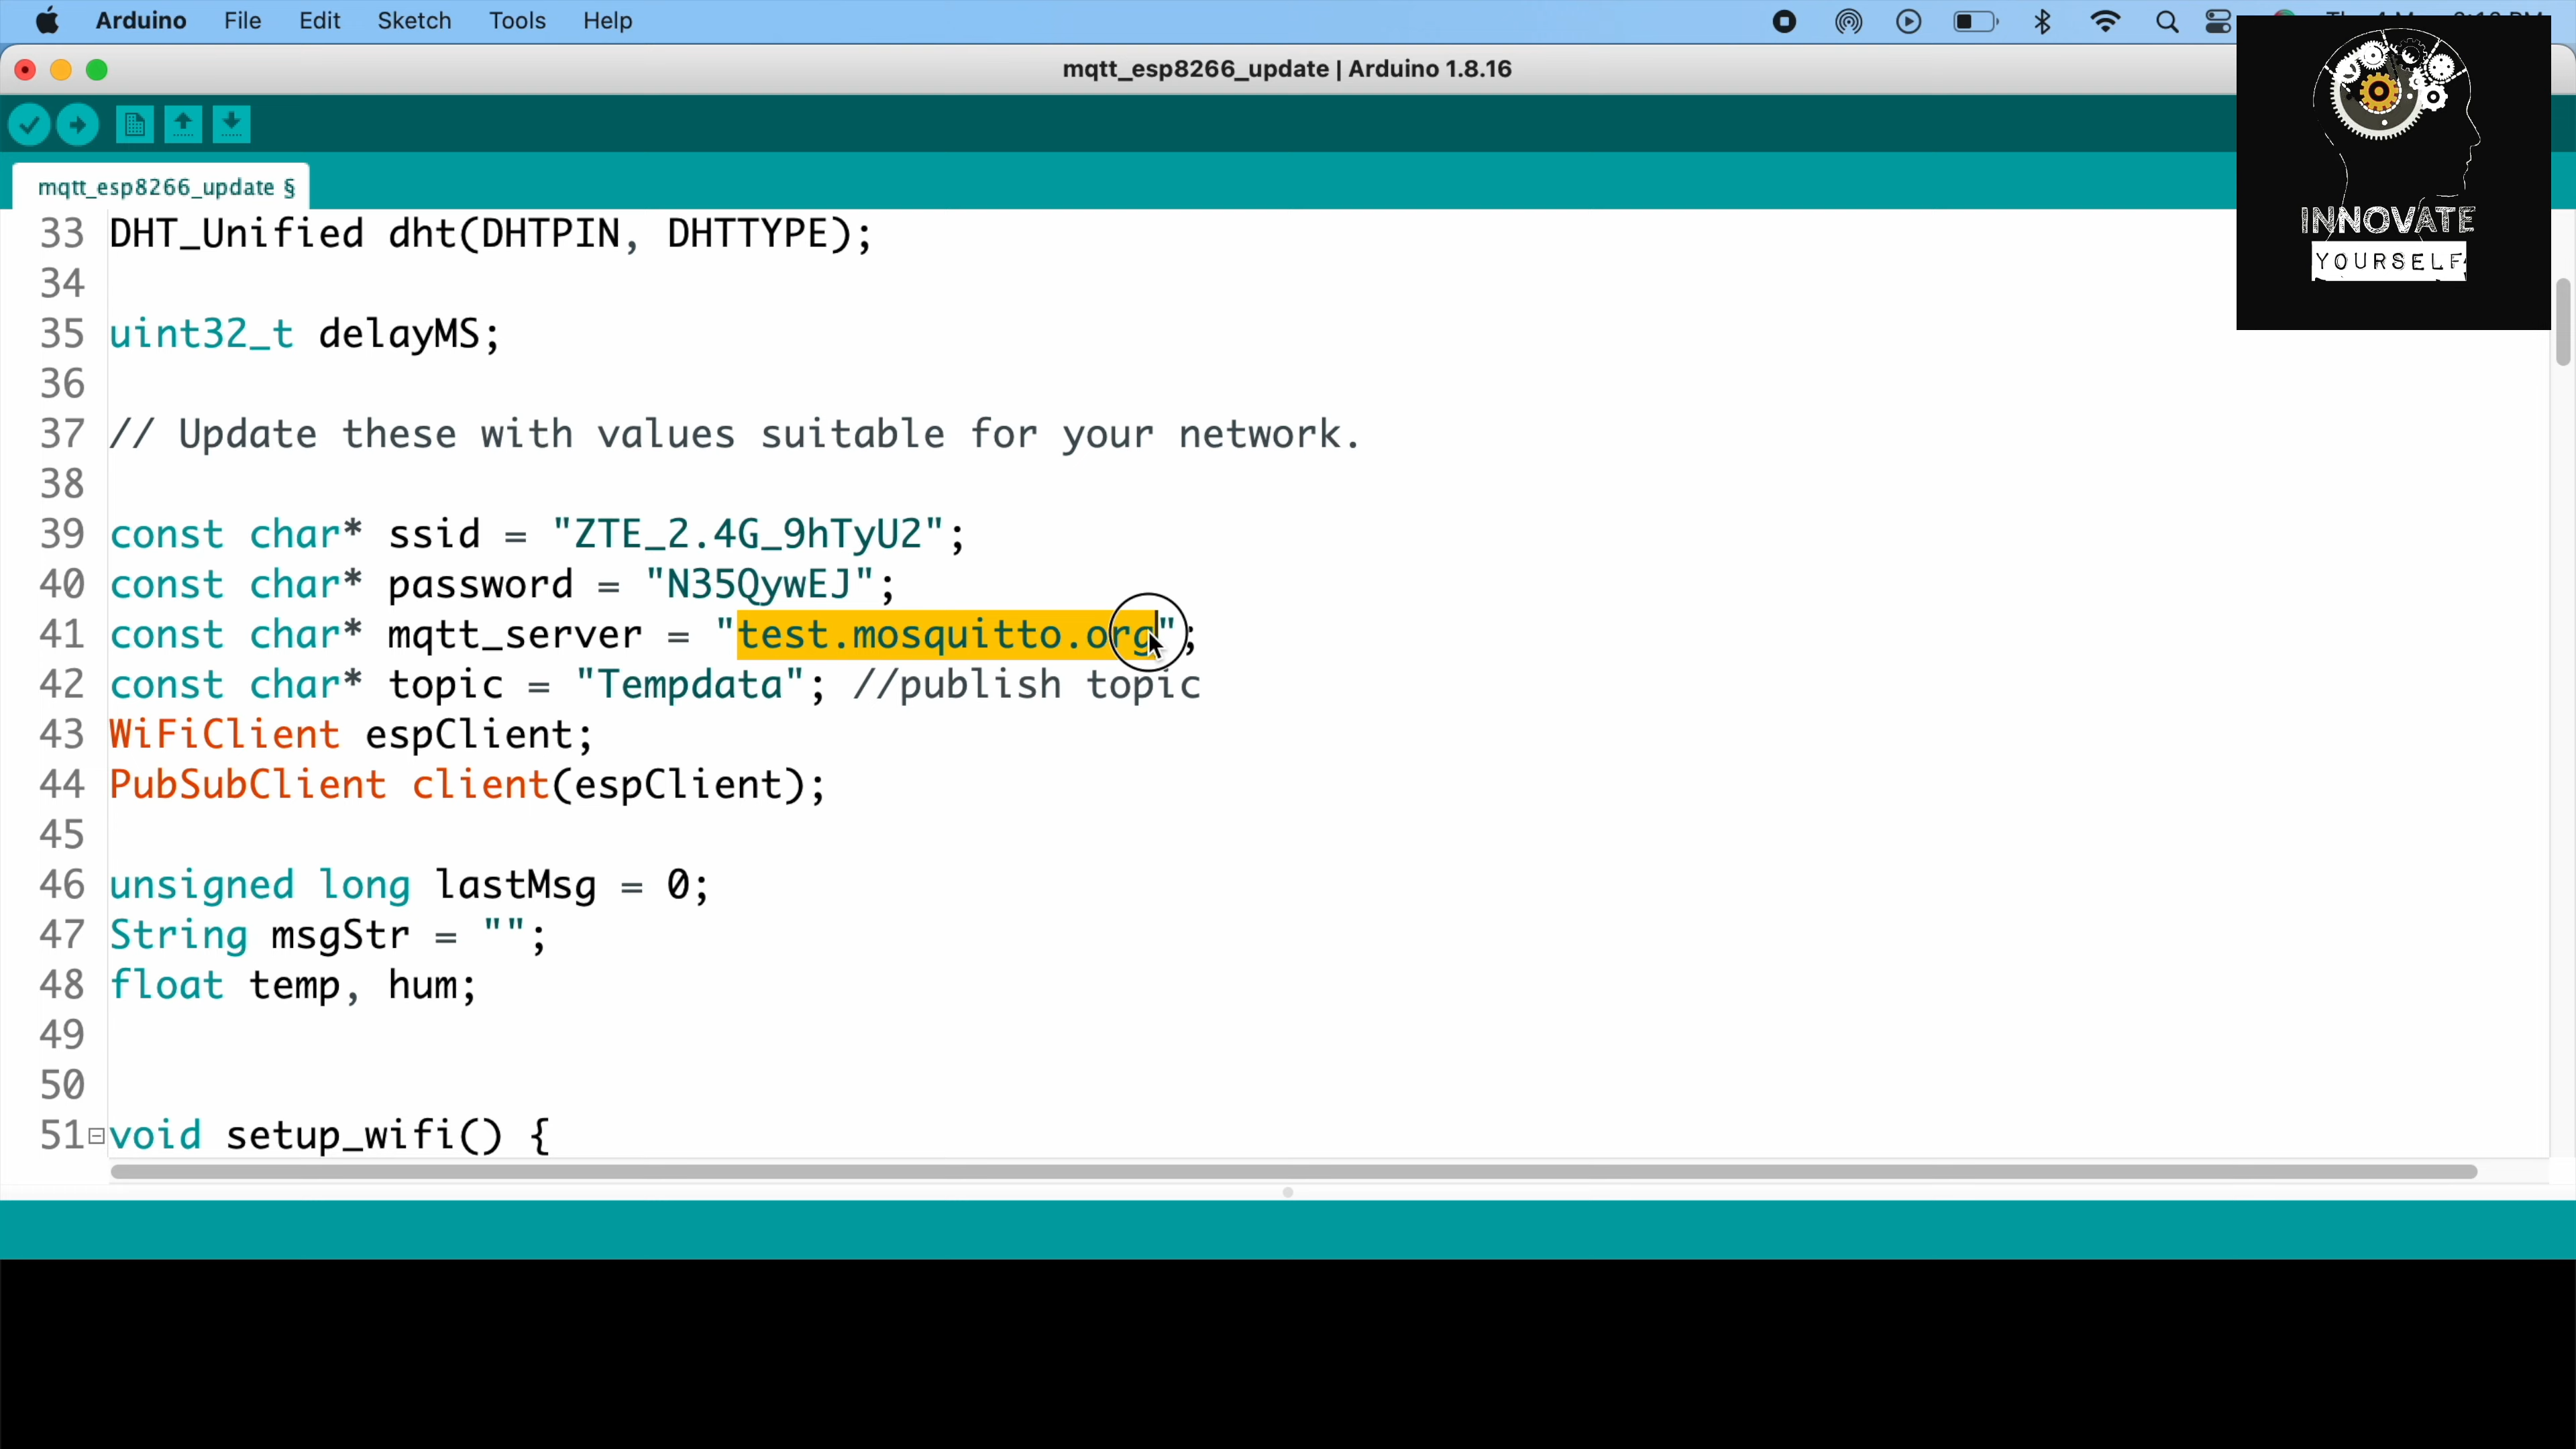 Arduino File Edit Sketch Tools Help
mqtt_esp8266_update | Arduino 1.8.16
mqtt_esp8266_update §
INNOVATE
YOURSELF
33 DHT_Unified dht(DHTPIN, DHTTYPE);
34
35 uint32_t delayMS;
36
37 // Update these with values suitable for your network.
38
39 const char* ssid = "ZTE_2.4G_9hTyU2";
40 const char* password = "N35QywEJ";
41 const char* mqtt_server = "test.mosquitto.org";
42 const char* topic = "Tempdata"; //publish topic
43 WiFiClient espClient;
44 PubSubClient client(espClient);
45
46 unsigned long lastMsg = 0;
47 String msgStr = "";
48 float temp, hum;
49
50
51 void setup_wifi() {